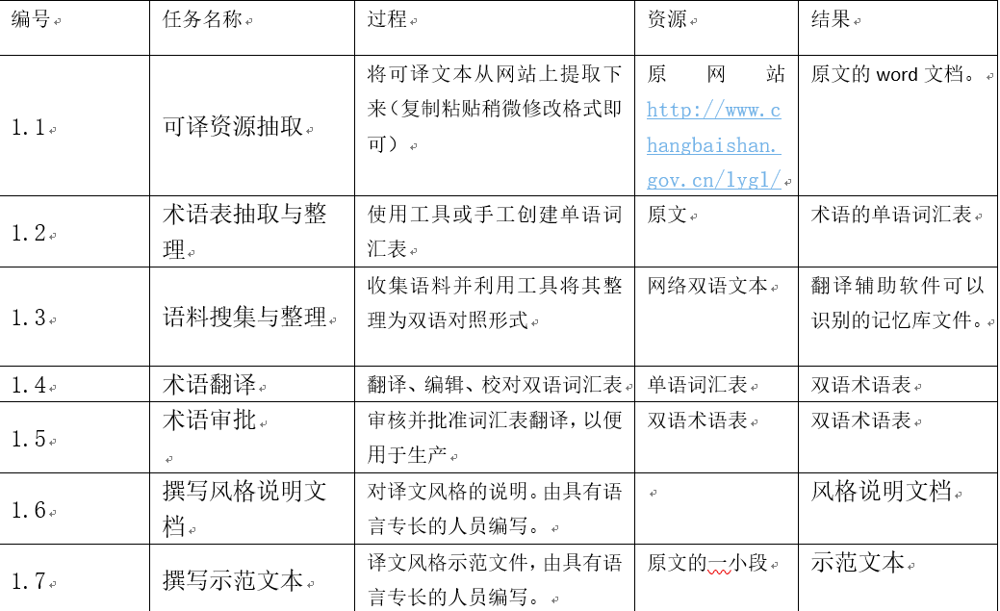 编号 任务名称 过程 资源 结果
1.1 可译资源抽取 将可译文本从网站上提取下
来（复制粘贴稍微修改格式即
可）
原网站
http://www.c
hangbaishan.
gov.cn/lygl/
原文的 word 文档。
1.2 术语表抽取与整
理
使用工具或手工创建单语词
汇表
原文
术语的单语词汇表
1.3 语料搜集与整理
收集语料并利用工具将其整
理为双语对照形式
网络双语文本
翻译辅助软件可以
识别的记忆库文件。
1.4 术语翻译 翻译、编辑、校对双语词汇表 单语词汇表 双语术语表
1.5 术语审批
审核并批准词汇表翻译，以便
用于生产
双语术语表
双语术语表
1.6 撰写风格说明文
档
对译文风格的说明。由具有语
言专长的人员编写。
风格说明文档
1.7 撰写示范文本
译文风格示范文件，由具有语
言专长的人员编写。
原文的一小段
示范文本